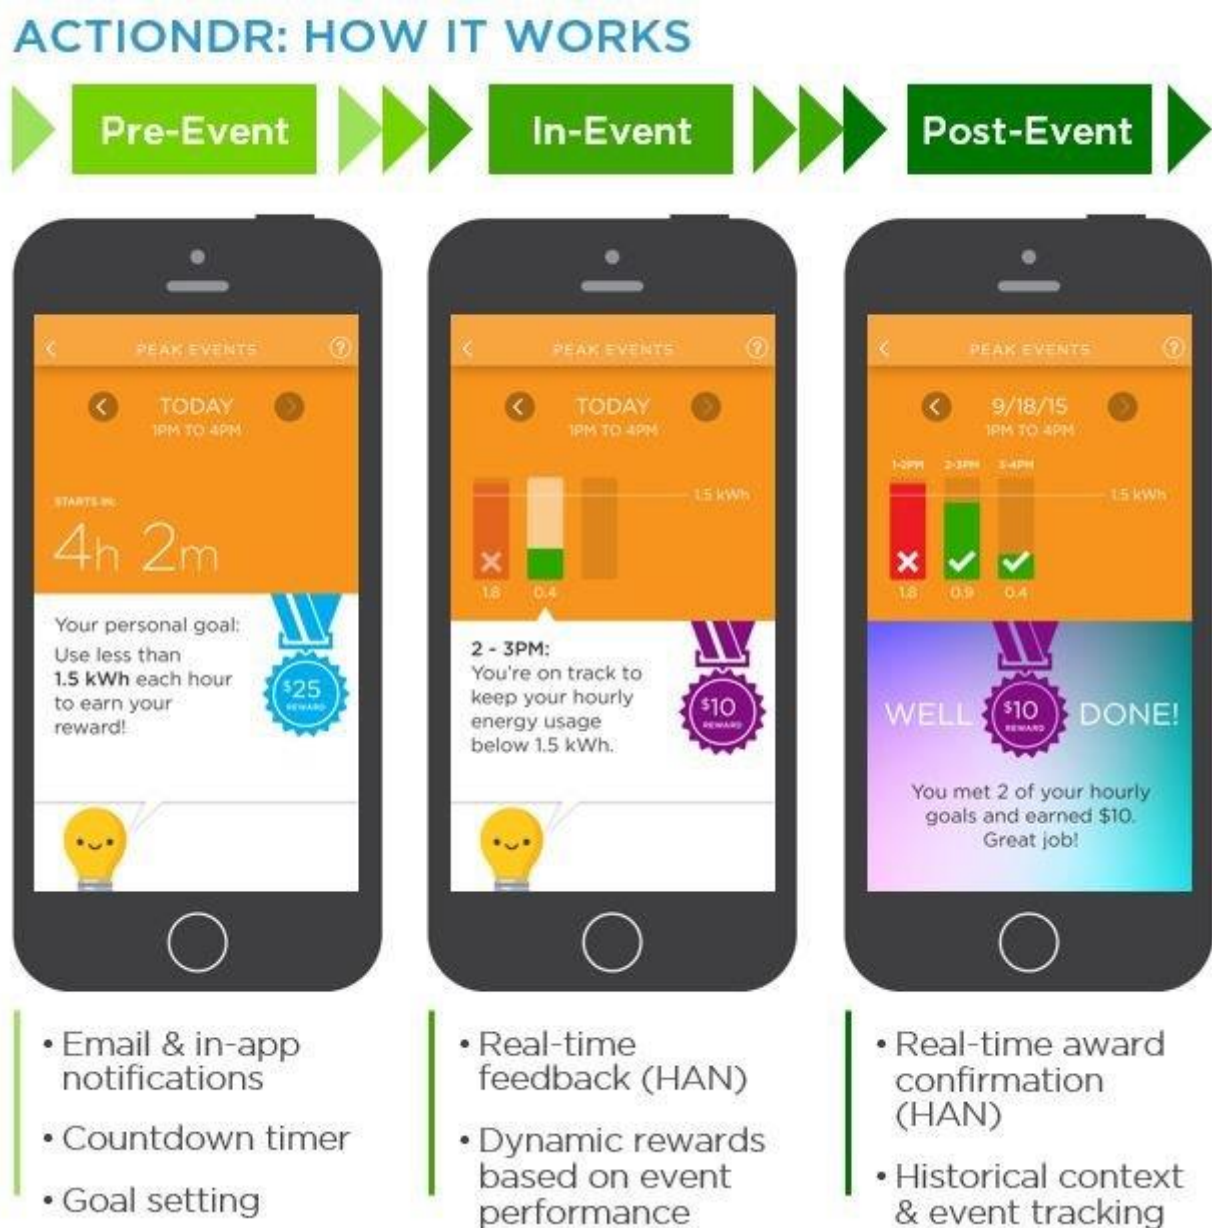 ACTIONDR: HOW IT WORKS
Pre-Event
In-Event
Post-Event
PEAK EVENTS
?
TODAY
1PM TO 4PM
STARTS IN:
4h 2m
Your personal goal:
Use less than
1.5 kWh each hour
to earn your
reward!
$25
REWARD
PEAK EVENTS
?
TODAY
1PM TO 4PM
1.5 kWh
1.8
0.4
2 - 3PM:
You're on track to
keep your hourly
energy usage
below 1.5 kWh.
$10
REWARD
PEAK EVENTS
?
9/18/15
1PM TO 4PM
1-2PM 2-3PM 3-4PM
1.5 kWh
1.8 0.9 0.4
WELL
$10
REWARD
DONE!
You met 2 of your hourly
goals and earned $10.
Great job!
• Email & in-app
notifications
• Countdown timer
• Goal setting
• Real-time
feedback (HAN)
• Dynamic rewards
based on event
performance
• Real-time award
confirmation
(HAN)
• Historical context
& event tracking